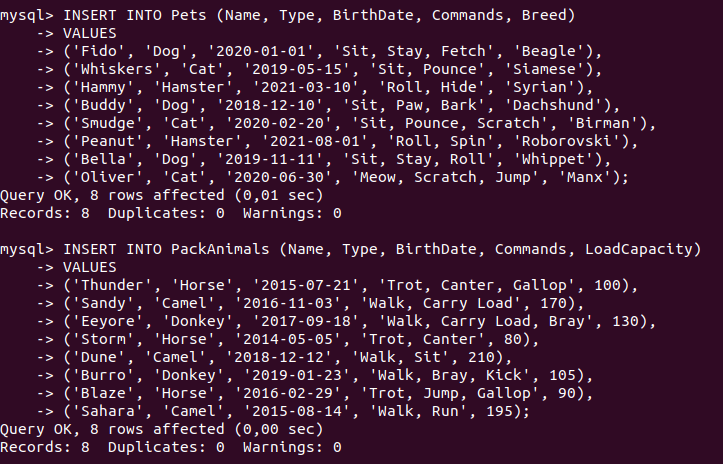 mysql> INSERT INTO Pets (Name, Type, BirthDate, Commands, Breed)
    -> VALUES
    -> ('Fido', 'Dog', '2020-01-01', 'Sit, Stay, Fetch', 'Beagle'),
    -> ('Whiskers', 'Cat', '2019-05-15', 'Sit, Pounce', 'Siamese'),
    -> ('Hammy', 'Hamster', '2021-03-10', 'Roll, Hide', 'Syrian'),
    -> ('Buddy', 'Dog', '2018-12-10', 'Sit, Paw, Bark', 'Dachshund'),
    -> ('Smudge', 'Cat', '2020-02-20', 'Sit, Pounce, Scratch', 'Birman'),
    -> ('Peanut', 'Hamster', '2021-08-01', 'Roll, Spin', 'Roborovski'),
    -> ('Bella', 'Dog', '2019-11-11', 'Sit, Stay, Roll', 'Whippet'),
    -> ('Oliver', 'Cat', '2020-06-30', 'Meow, Scratch, Jump', 'Manx');
Query OK, 8 rows affected (0,01 sec)
Records: 8  Duplicates: 0  Warnings: 0

mysql> INSERT INTO PackAnimals (Name, Type, BirthDate, Commands, LoadCapacity)
    -> VALUES
    -> ('Thunder', 'Horse', '2015-07-21', 'Trot, Canter, Gallop', 100),
    -> ('Sandy', 'Camel', '2016-11-03', 'Walk, Carry Load', 170),
    -> ('Eeyore', 'Donkey', '2017-09-18', 'Walk, Carry Load, Bray', 130),
    -> ('Storm', 'Horse', '2014-05-05', 'Trot, Canter', 80),
    -> ('Dune', 'Camel', '2018-12-12', 'Walk, Sit', 210),
    -> ('Burro', 'Donkey', '2019-01-23', 'Walk, Bray, Kick', 105),
    -> ('Blaze', 'Horse', '2016-02-29', 'Trot, Jump, Gallop', 90),
    -> ('Sahara', 'Camel', '2015-08-14', 'Walk, Run', 195);
Query OK, 8 rows affected (0,00 sec)
Records: 8  Duplicates: 0  Warnings: 0